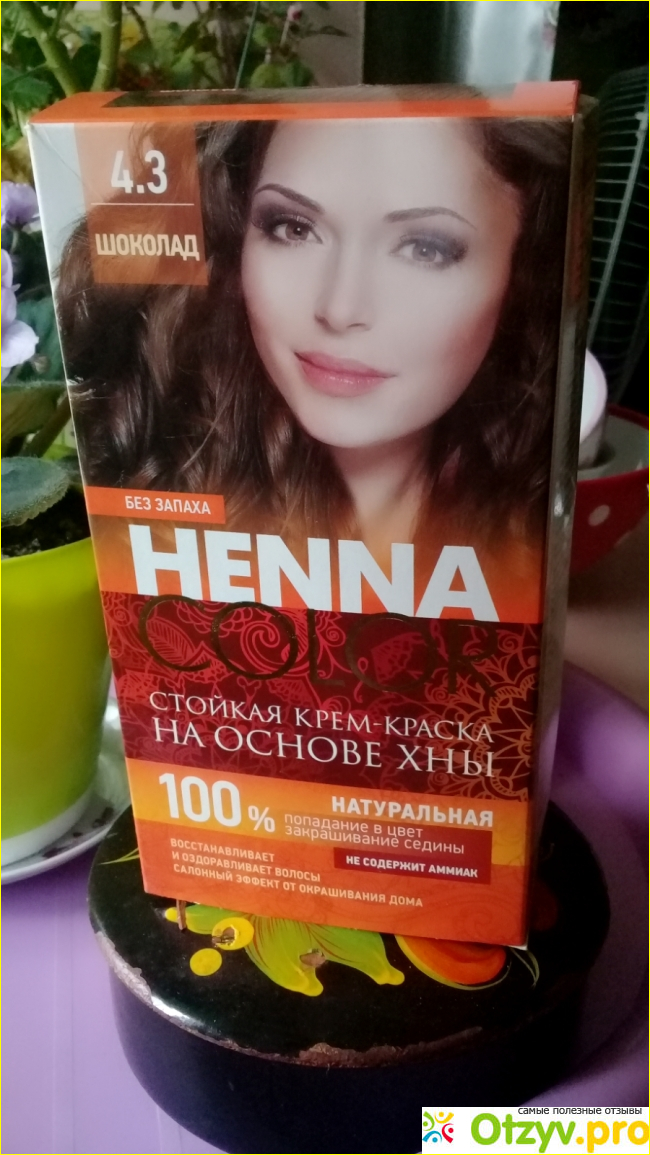 4.3
ШОКОЛАД
БЕЗ ЗАПАХА
HENNA
COLOR
СТОЙКАЯ КРЕМ-КРАСКА
НА ОСНОВЕ ХНЫ
100% НАТУРАЛЬНАЯ
попадание в цвет
закрашивание седины
НЕ СОДЕРЖИТ АММИАК
ВОССТАНАВЛИВАЕТ
И ОЗДОРАВЛИВАЕТ ВОЛОСЫ
САЛОННЫЙ ЭФФЕКТ ОТ ОКРАШИВАНИЯ ДОМА
самые полезные отзывы
Otzyv.pro